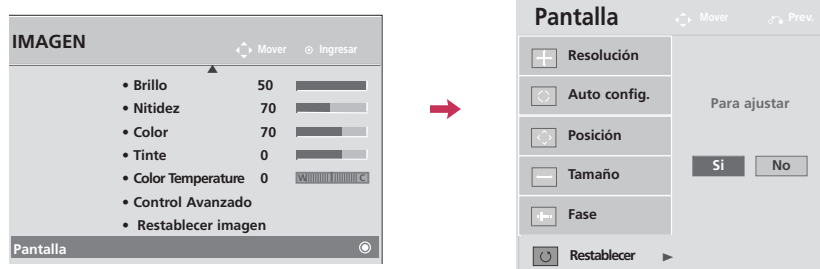 IMAGEN
Mover Ingresar
• Brillo 50
• Nitidez 70
• Color 70
• Tinte 0
• Color Temperature 0 W C
• Control Avanzado
• Restablecer imagen
Pantalla
Pantalla
Mover Prev.
Resolución
Auto config.
Posición
Tamaño
Fase
Restablecer
Para ajustar
Si No